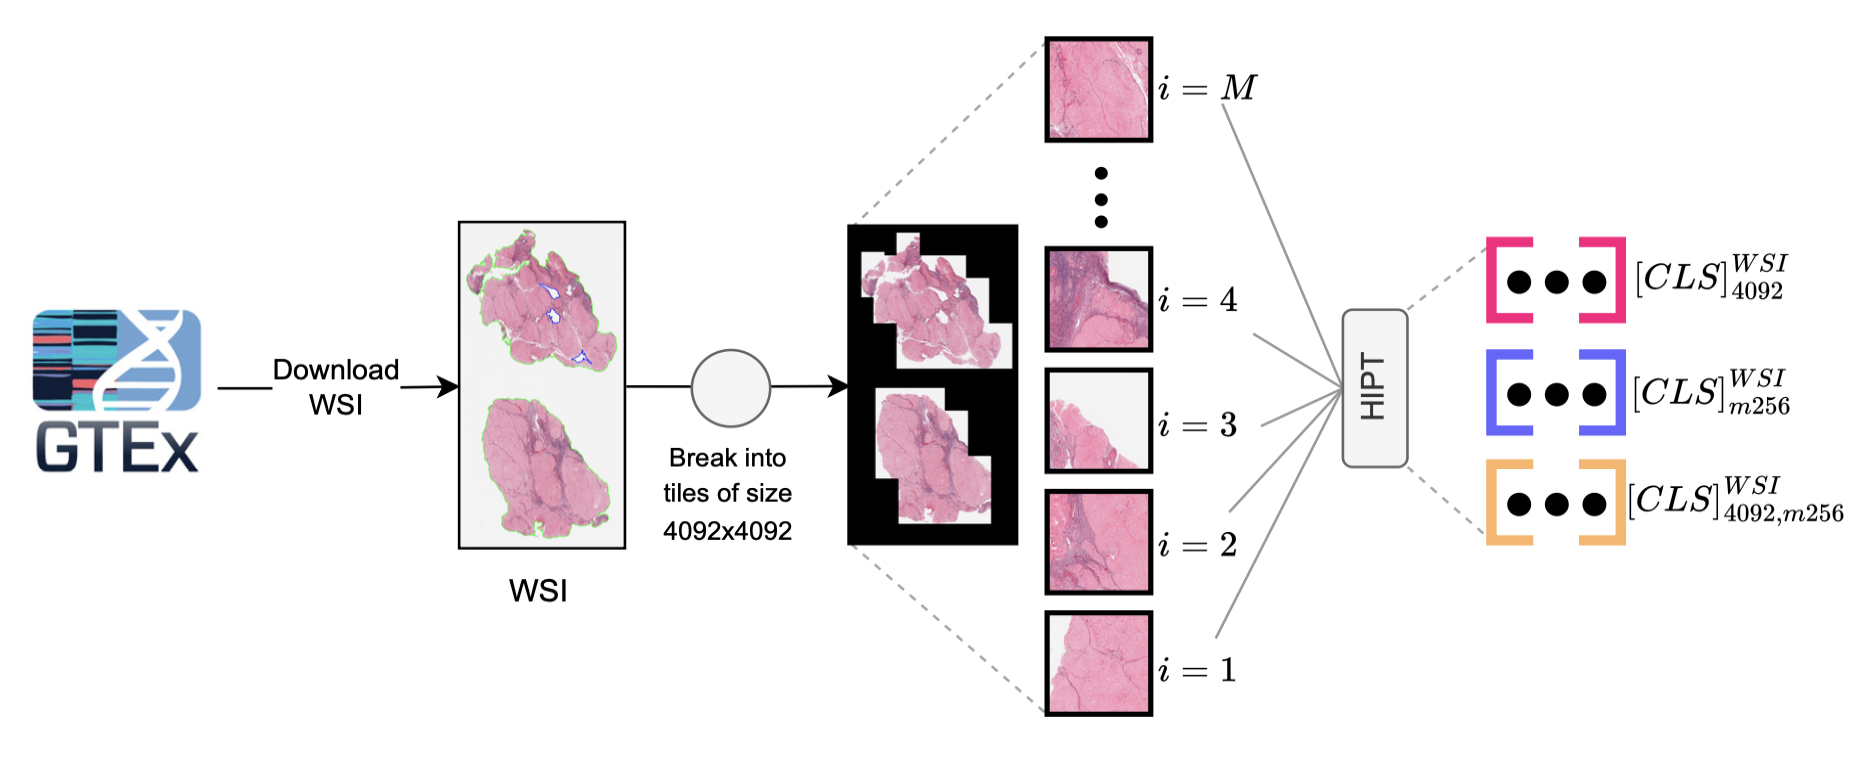 GTEx
Download
WSI
WSI
Break into
tiles of size
4092x4092
i = M
i = 4
i = 3
i = 2
i = 1
HIPT
[CLS]^{WSI}_{4092}
[CLS]^{WSI}_{m256}
[CLS]^{WSI}_{4092,m256}